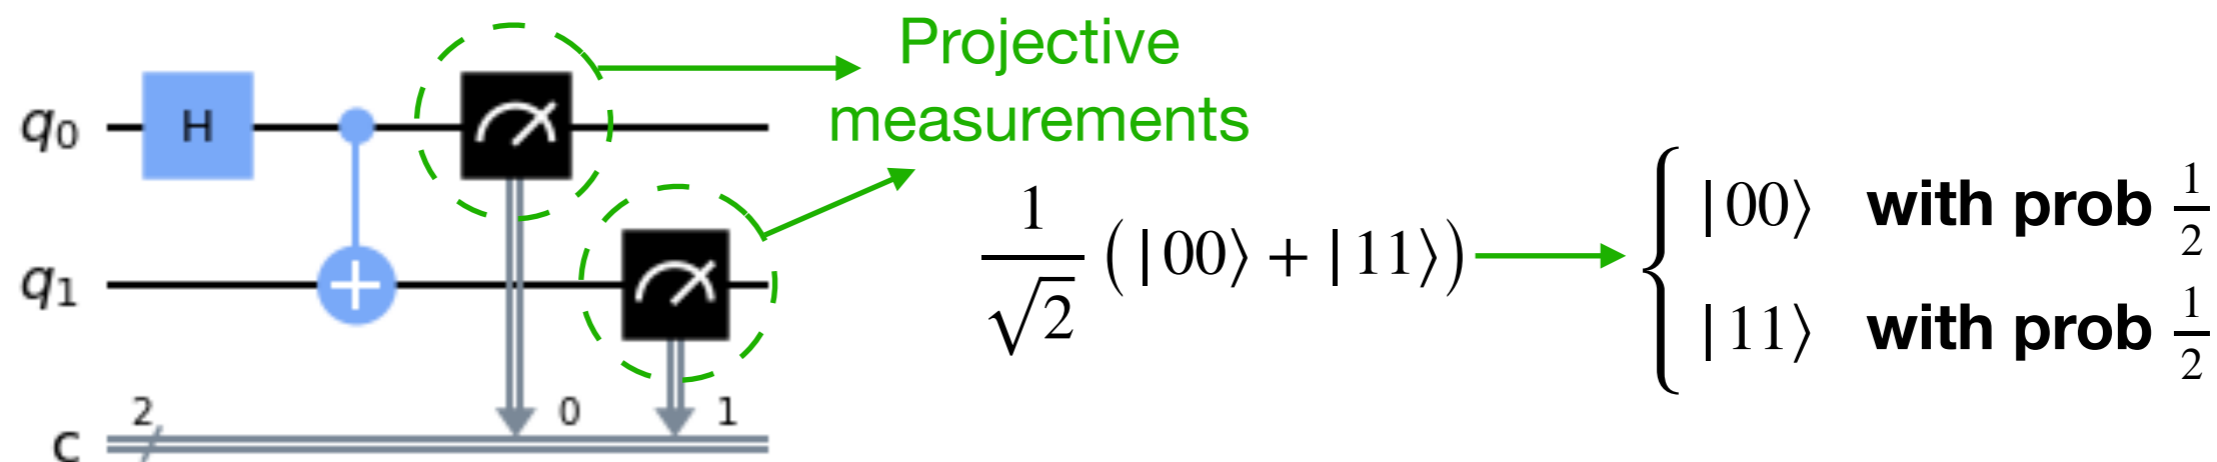 Projective
measurements
q₀ H
q₁
c 2 0 1
1/√2 (|00⟩ + |11⟩)
|00⟩ with prob 1/2
|11⟩ with prob 1/2